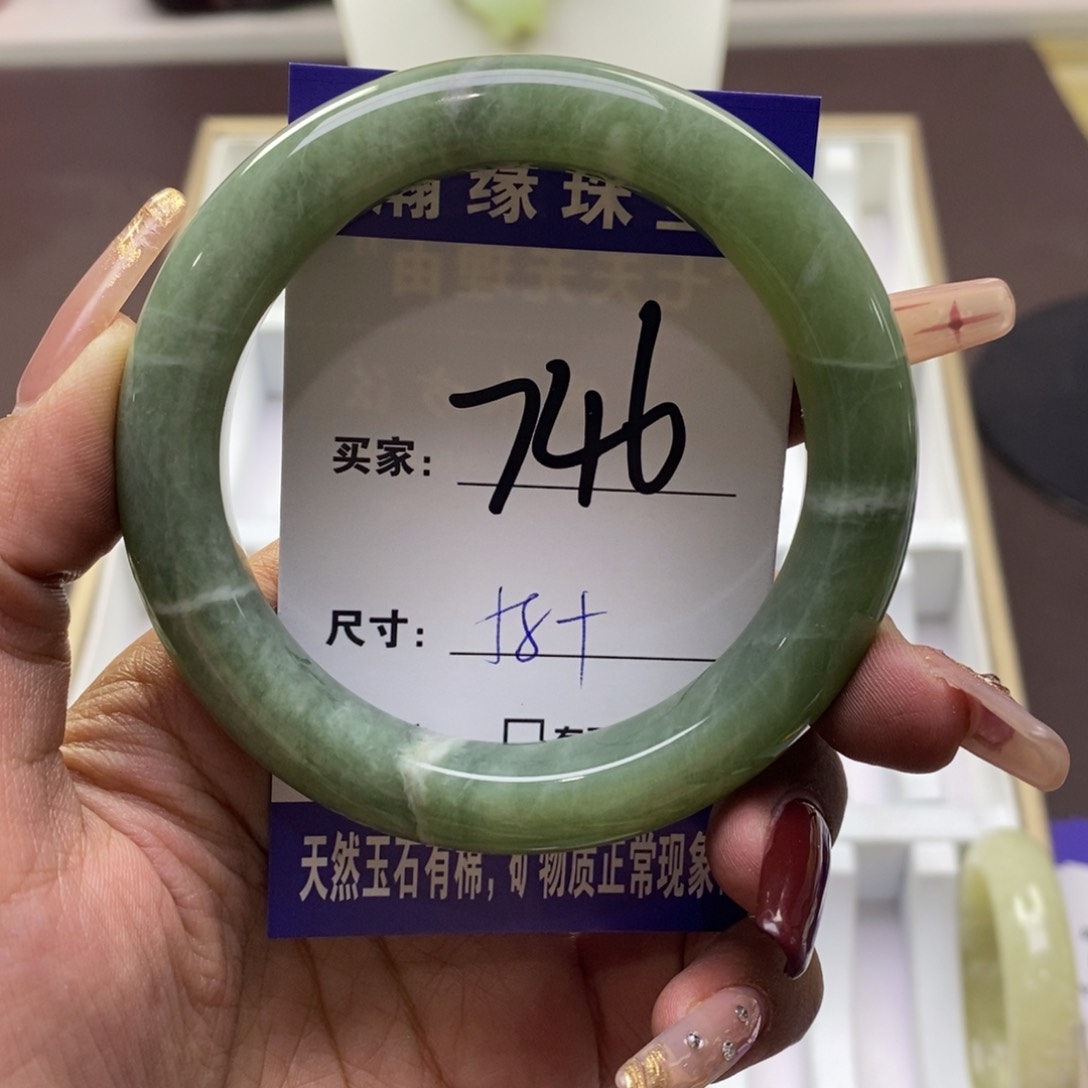 瀚缘珠
买家: 746
尺寸: 58+
天然玉石有棉, 矿物质正常现象